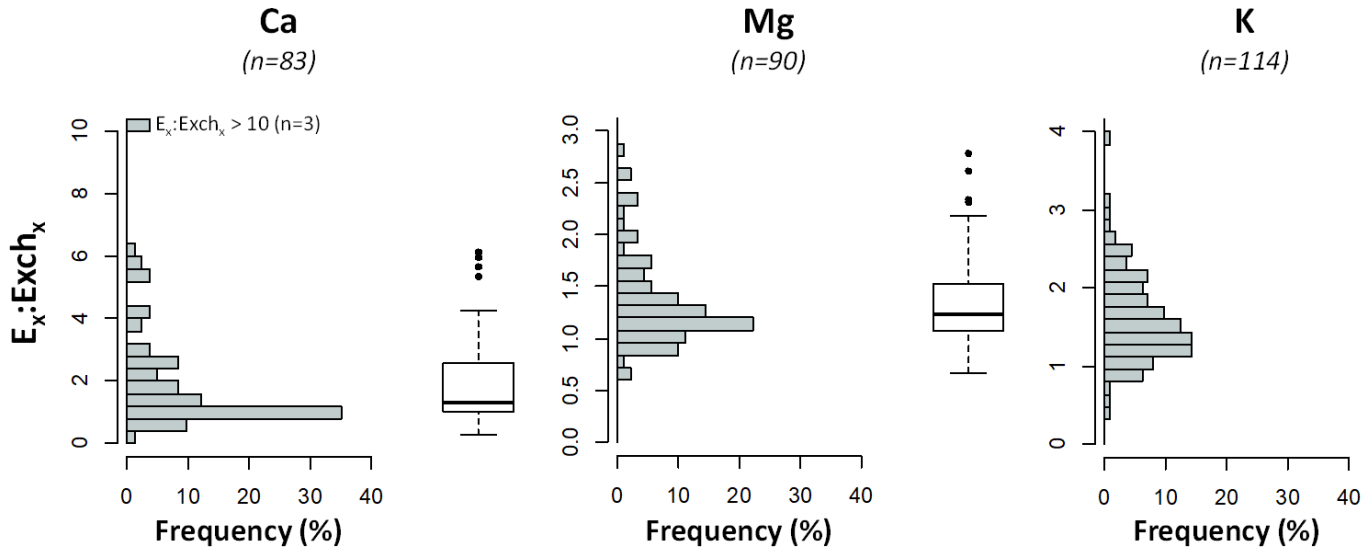 Ca
(n=83)
Mg
(n=90)
K
(n=114)
Ex:Exchx
10
8
6
4
2
0
Ex:Exchx > 10 (n=3)
0 10 20 30 40
Frequency (%)
3.0
2.5
2.0
1.5
1.0
0.5
0.0
0 10 20 30 40
Frequency (%)
4
3
2
1
0
0 10 20 30 40
Frequency (%)